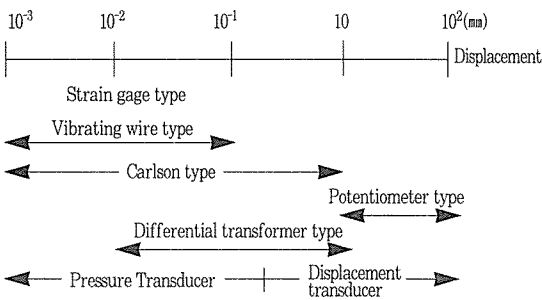 10⁻³ 10⁻² 10⁻¹ 10 10²(㎜)
Displacement
Strain gage type
Vibrating wire type
Carlson type
Potentiometer type
Differential transformer type
Pressure Transducer
Displacement
transducer